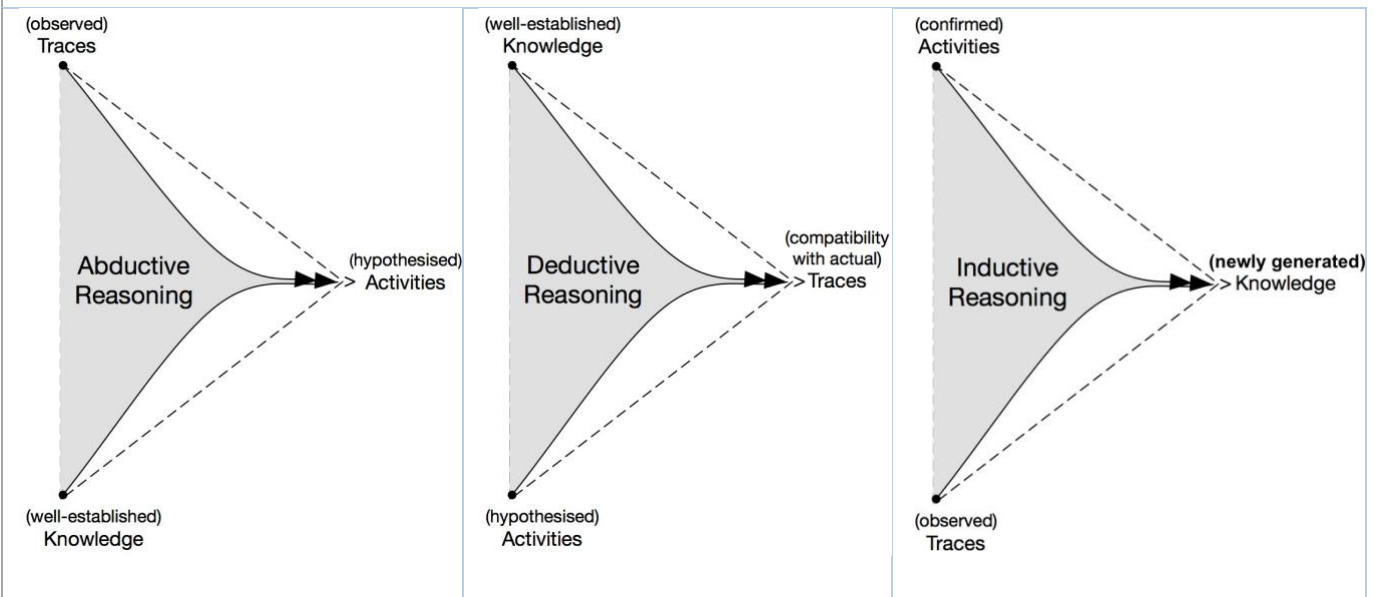 (observed)
Traces
Abductive
Reasoning
(hypothesised)
> Activities
(well-established)
Knowledge
(well-established)
Knowledge
Deductive
Reasoning
(compatibility
with actual)
> Traces
(hypothesised)
Activities
(confirmed)
Activities
Inductive
Reasoning
(newly generated)
> Knowledge
(observed)
Traces